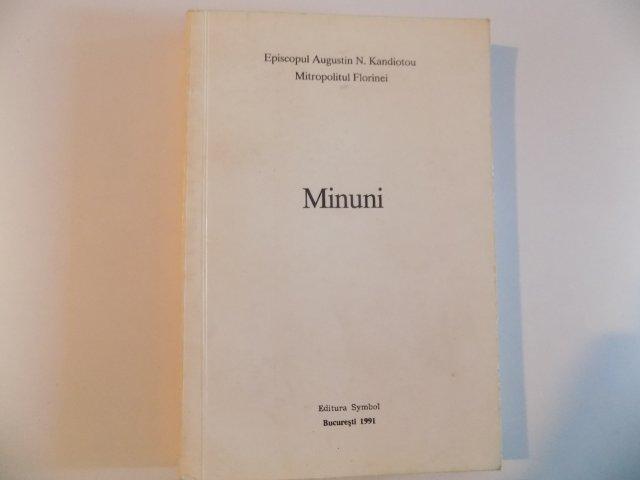 Episcopul Augustin N. Kandiotou
Mitropolitul Florinei
Minuni
Editura Symbol
București 1991